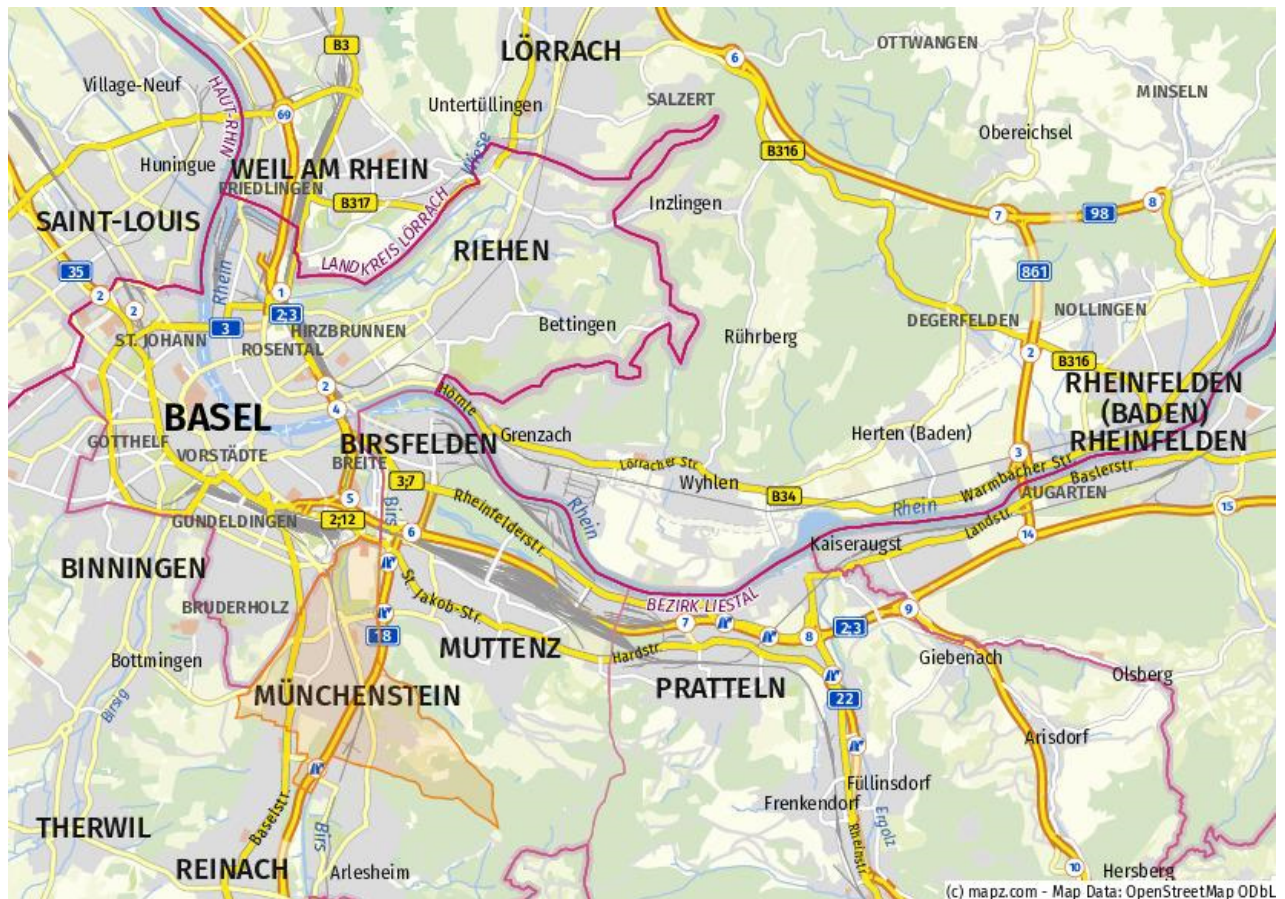 B3
LÖRRACH
6
OTTWANGEN
Village-Neuf
HAUT-RHIN
Untertüllingen
SALZERT
MINSELN
69
Obereichsel
B316
Huningue
Wiese
WEIL AM RHEIN
FRIEDLINGEN
B317
Inzlingen
7
98
8
SAINT-LOUIS
LANDKREIS LÖRRACH
RIEHEN
35
Rhein
861
2
2
1
2;3
3
HIRZBRUNNEN
Bettingen
NOLLINGEN
ST. JOHANN
ROSENTAL
Rührberg
DEGERFELDEN
2
B316
2
Hörnle
RHEINFELDEN
(BADEN)
RHEINFELDEN
BASEL
4
BIRSFELDEN
Grenzach
Herten (Baden)
GOTTHELF
VORSTÄDTE
BREITE
Lörracher Str.
3
3;7
Wyhlen
Warmbacher Str.
Baslerstr.
B34
AUGARTEN
5
Birs
Rheinfelderstr.
Rhein
Rhein
15
GUNDELDINGEN
2;12
6
Landstr.
14
Kaiseraugst
BINNINGEN
St. Jakob-Str.
BEZIRK LIESTAL
BRUDERHOLZ
9
7
2;3
18
8
MUTTENZ
Hardstr.
Giebenach
Bottmingen
Olsberg
MÜNCHENSTEIN
PRATTELN
22
Birsig
Arisdorf
Füllinsdorf
Baselstr.
Frenkendorf
THERWIL
Birs
Ergolz
Rheinstr.
REINACH
Arlesheim
10
Hersberg
(c) mapz.com - Map Data: OpenStreetMap ODbL